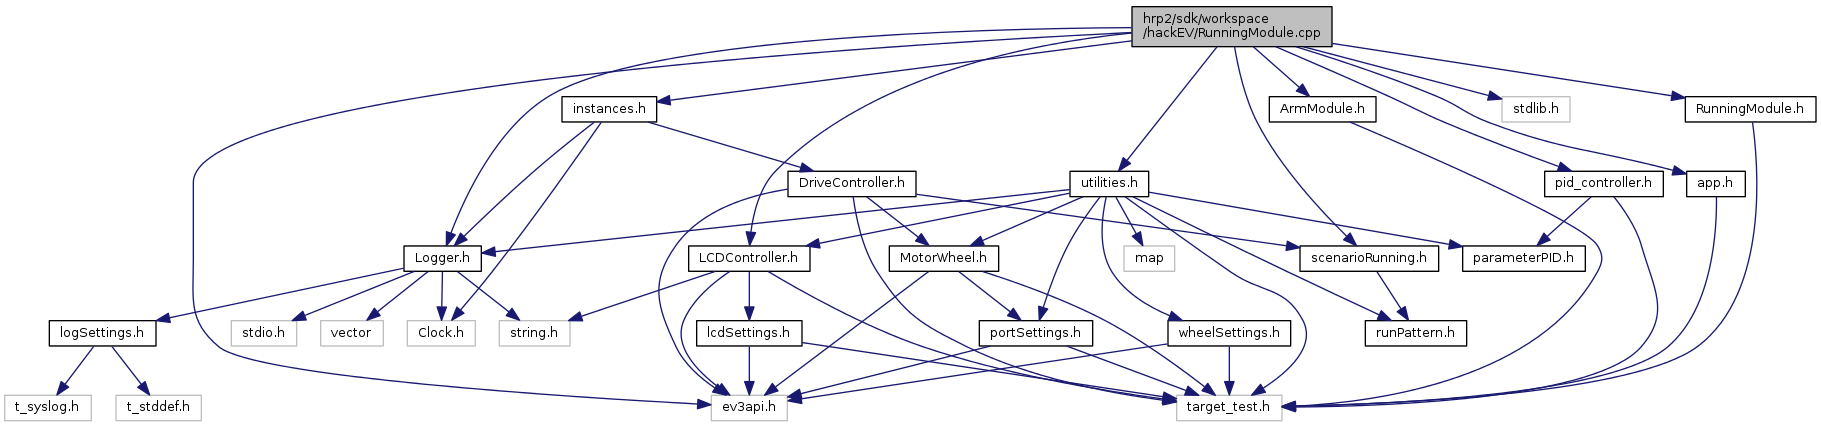 hrp2/sdk/workspace
/hackEV/RunningModule.cpp
instances.h
ArmModule.h
stdlib.h
RunningModule.h
DriveController.h
utilities.h
pid_controller.h
app.h
Logger.h
LCDController.h
MotorWheel.h
map
scenarioRunning.h
parameterPID.h
logSettings.h
stdio.h
vector
Clock.h
string.h
lcdSettings.h
portSettings.h
wheelSettings.h
runPattern.h
t_syslog.h
t_stddef.h
ev3api.h
target_test.h